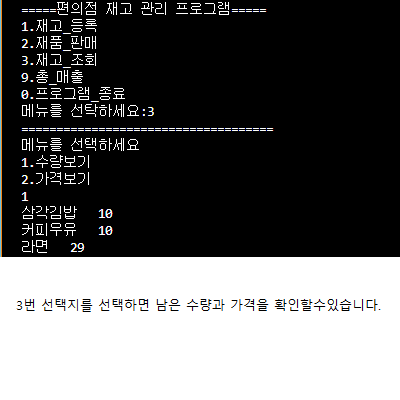 =====편의점 재고 관리 프로그램=====
1.재고_등록
2.재품_판매
3.재고_조회
9.총_매출
0.프로그램_종료
메뉴를 선탁하세요:3
====================================
메뉴를 선택하세요
1.수량보기
2.가격보기
1
삼각김밥 10
커피우유 10
라면 29
3번 선택지를 선택하면 남은 수량과 가격을 확인할수있습니다.